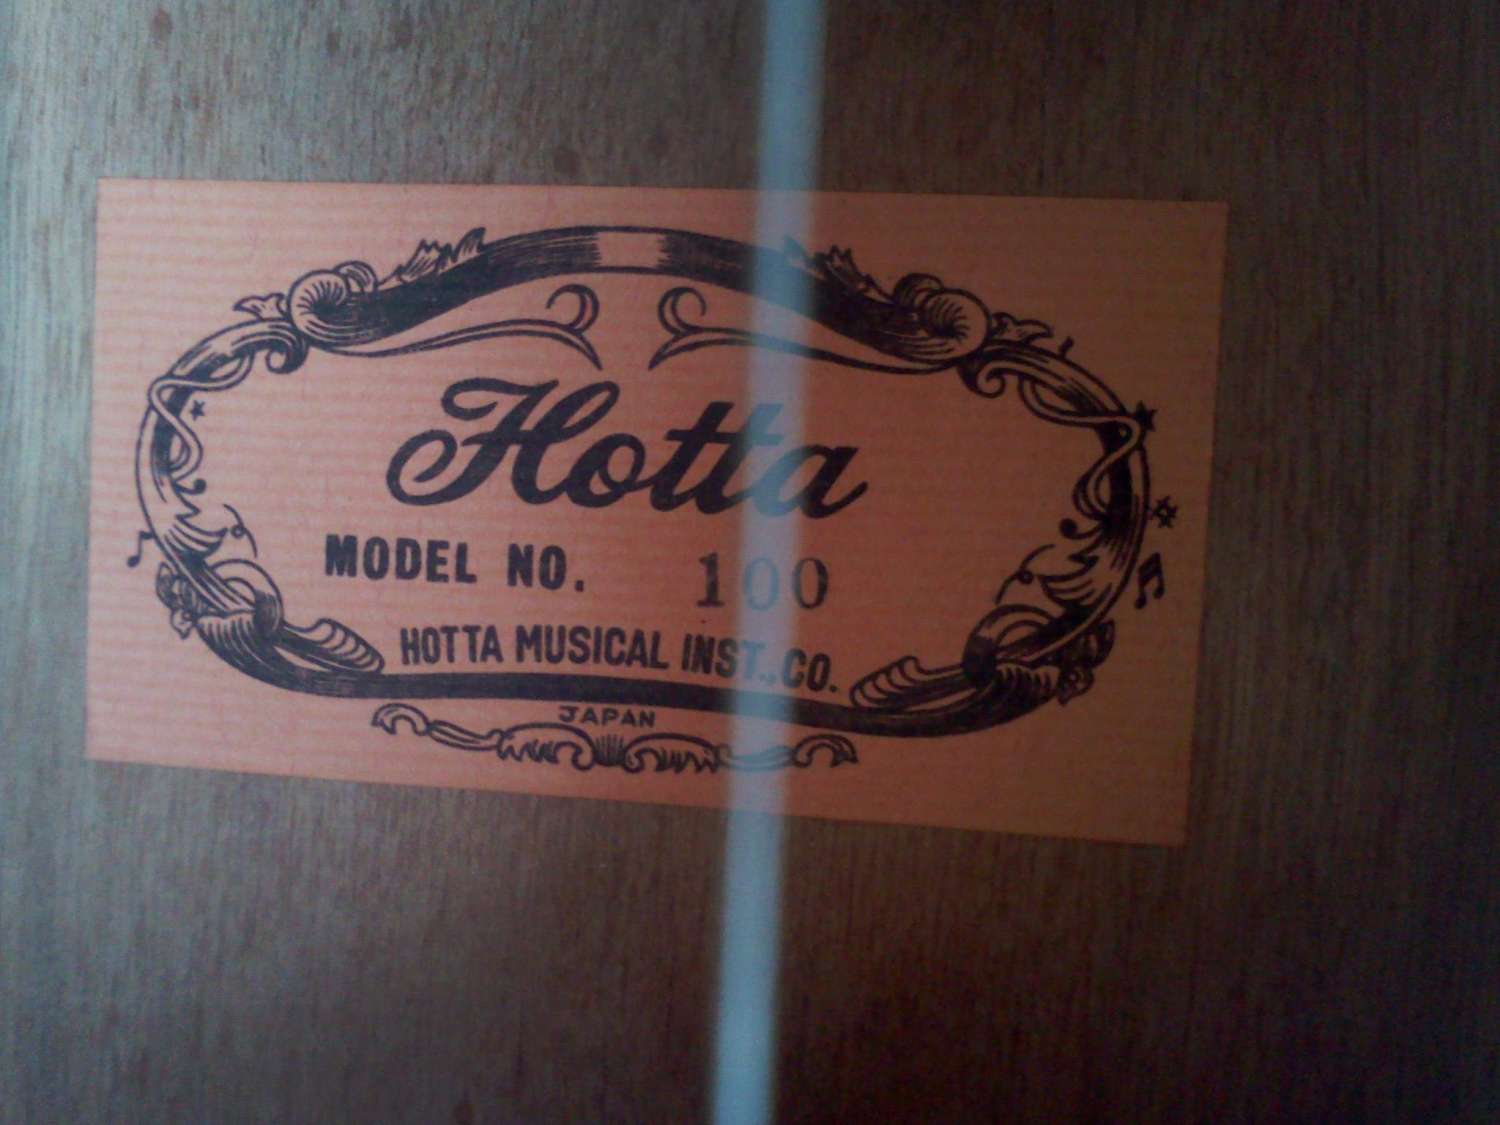 Hotta
MODEL NO. 100
HOTTA MUSICAL INST.,CO.
JAPAN